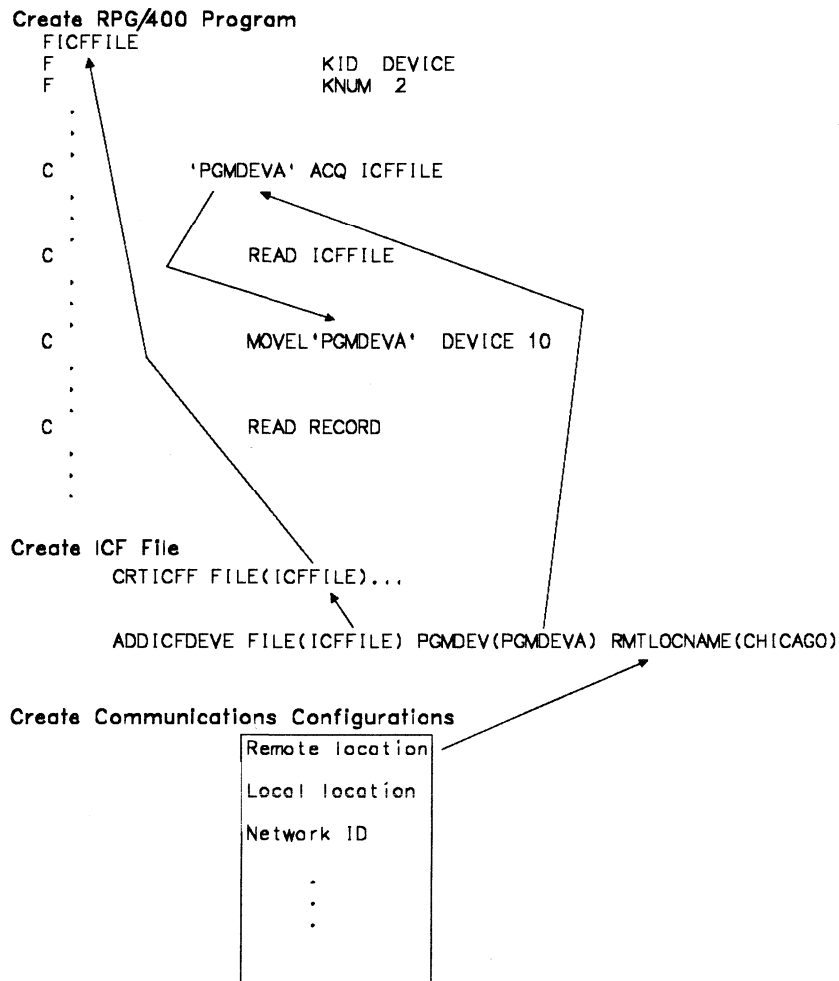 Create RPG/400 Program
FICFFILE
F KID DEVICE
F KNUM 2
.
.
.
C 'PGMDEVA' ACQ ICFFILE
.
.
.
C READ ICFFILE
.
.
.
C MOVEL'PGMDEVA' DEVICE 10
.
.
.
C READ RECORD
.
.
.
Create ICF File
CRTICFF FILE(ICFFILE)...
ADDICFDEVE FILE(ICFFILE) PGMDEV(PGMDEVA) RMTLOCNAME(CHICAGO)
Create Communications Configurations
Remote location
Local location
Network ID
.
.
.